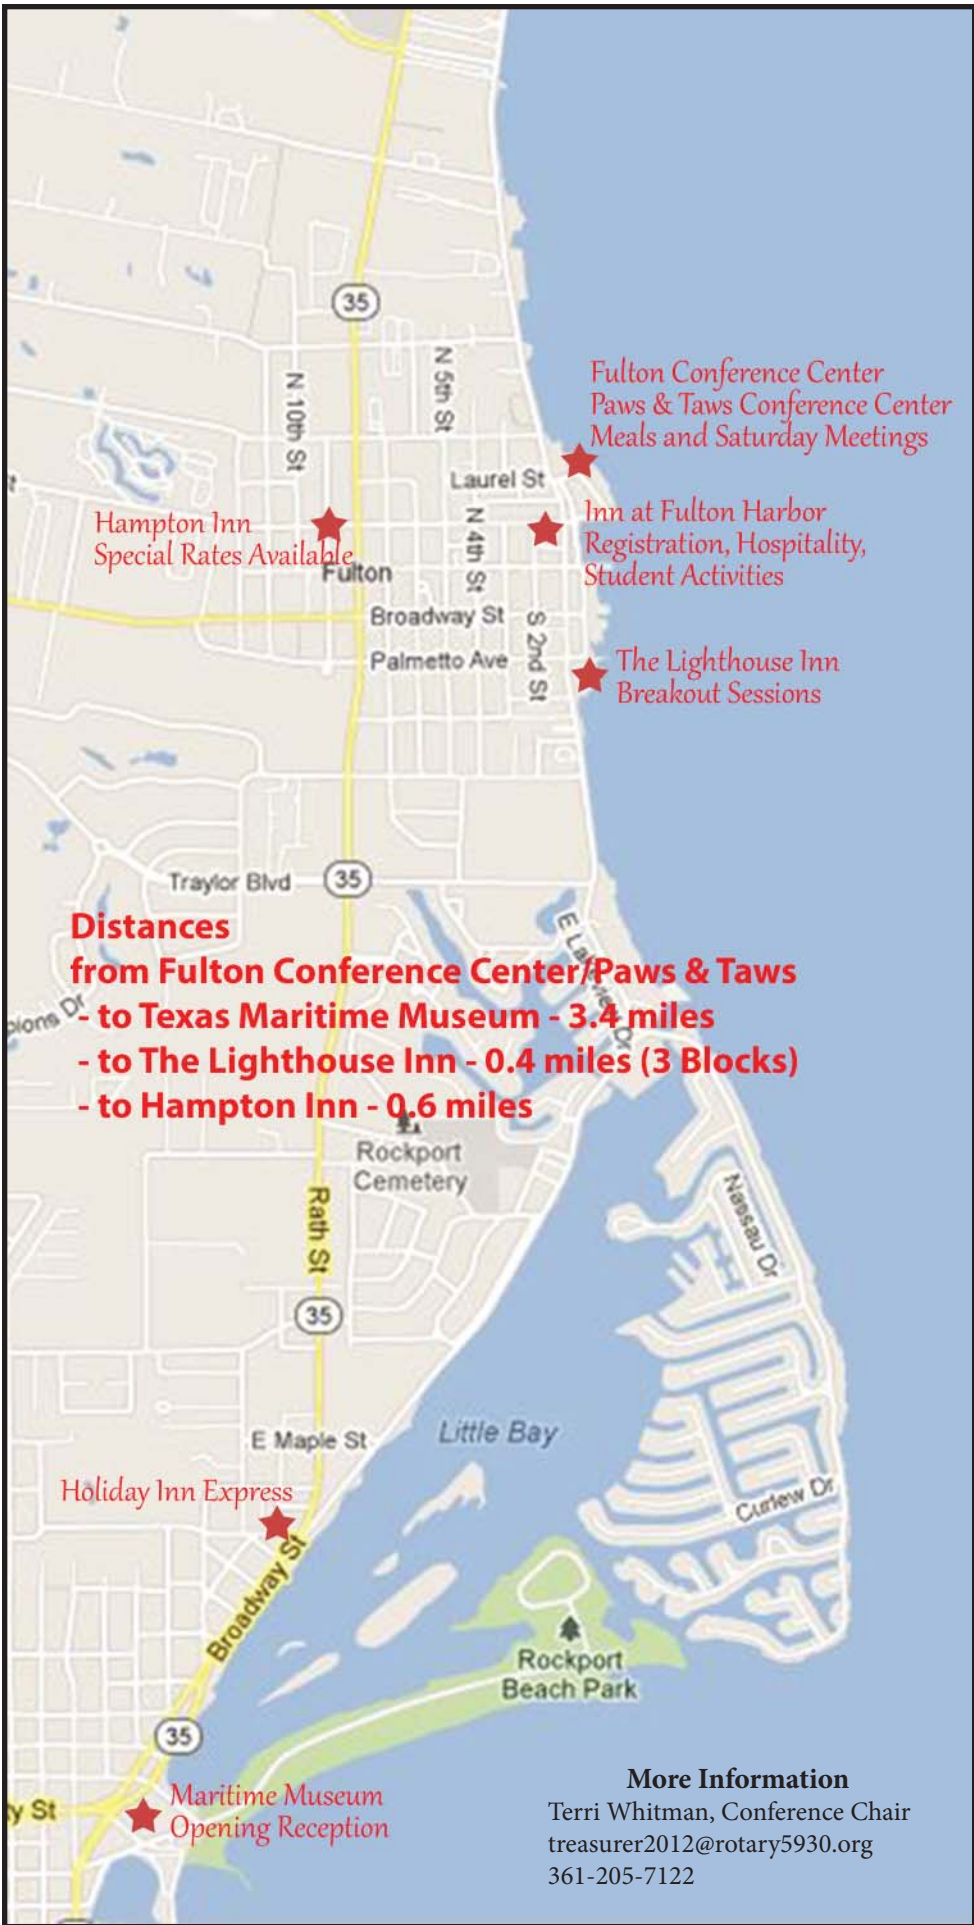 35
N 10th St
N 5th St
Fulton Conference Center
Paws & Taws Conference Center
Meals and Saturday Meetings
Laurel St
Hampton Inn
Special Rates Available
N 4th St
Inn at Fulton Harbor
Registration, Hospitality,
Student Activities
Fulton
Broadway St
S 2nd St
Palmetto Ave
The Lighthouse Inn
Breakout Sessions
Traylor Blvd
35
E Lakeview Dr
Distances
from Fulton Conference Center/Paws & Taws
- to Texas Maritime Museum - 3.4 miles
pions Dr
- to The Lighthouse Inn - 0.4 miles (3 Blocks)
- to Hampton Inn - 0.6 miles
Rockport
Cemetery
Rath St
Nassau Dr
35
E Maple St
Little Bay
Holiday Inn Express
Curlew Dr
Broadway St
Rockport
Beach Park
35
Maritime Museum
Opening Reception
ty St
More Information
Terri Whitman, Conference Chair
treasurer2012@rotary5930.org
361-205-7122